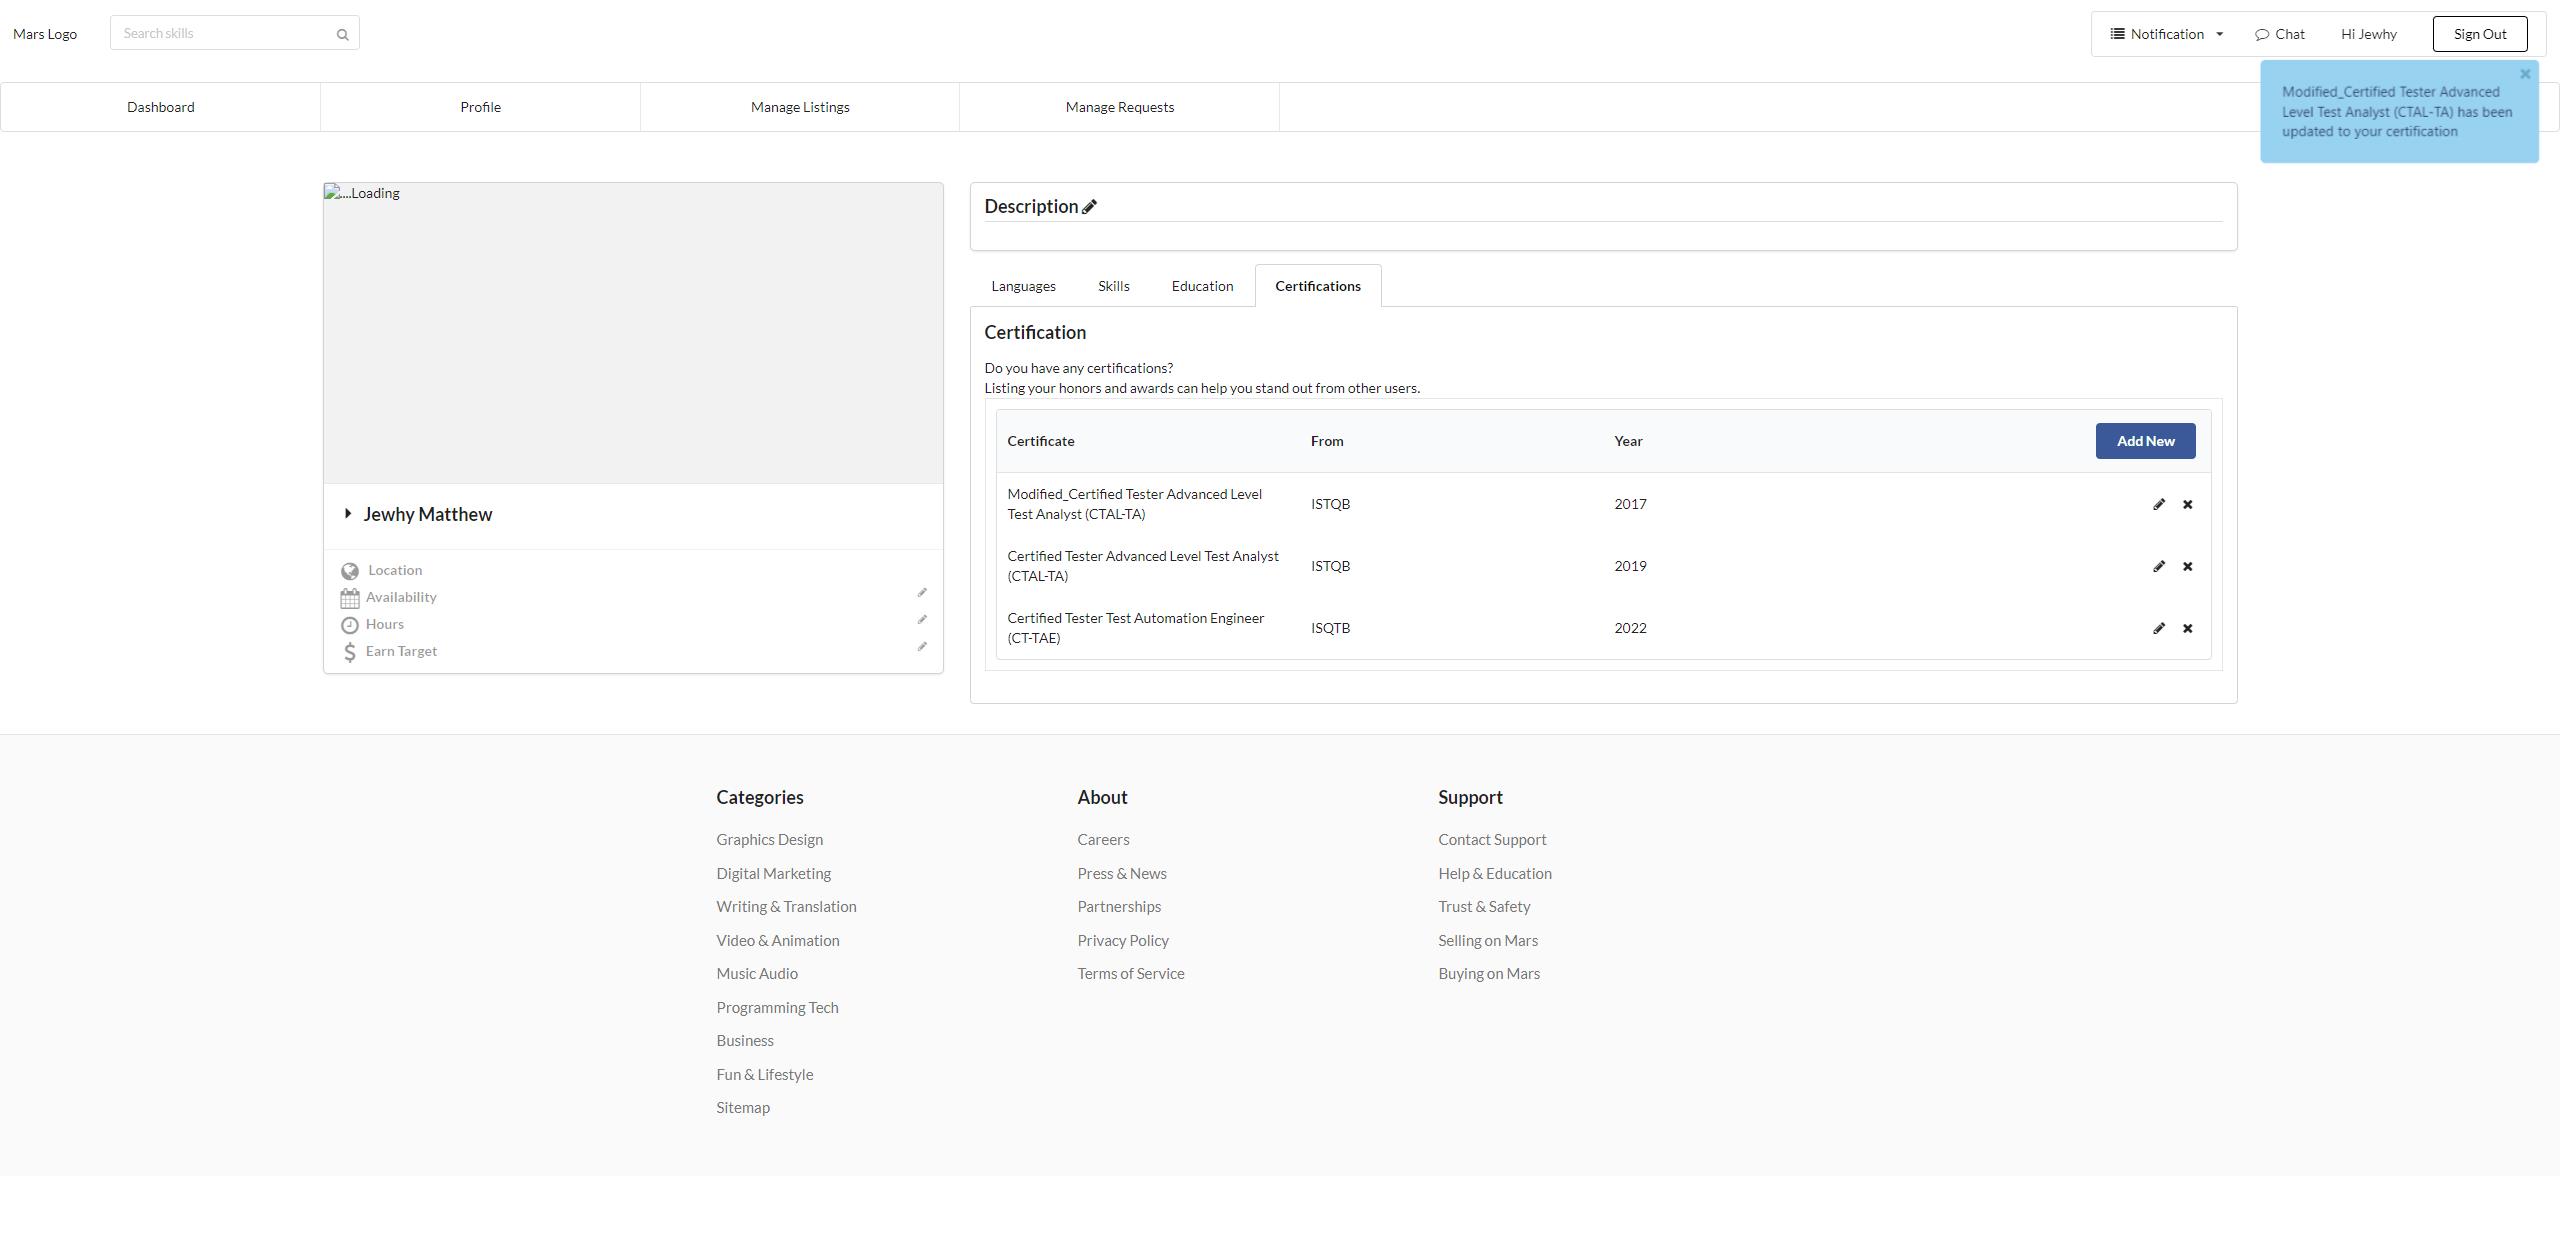 Mars Logo
Search skills
Notification
Chat
Hi Jewhy
Sign Out
Dashboard
Profile
Manage Listings
Manage Requests
Modified_Certified Tester Advanced
Level Test Analyst (CTAL-TA) has been
updated to your certification
....Loading
Jewhy Matthew
Location
Availability
Hours
Earn Target
Description
Languages
Skills
Education
Certifications
Certification
Do you have any certifications?
Listing your honors and awards can help you stand out from other users.
Certificate
From
Year
Add New
Modified_Certified Tester Advanced Level
Test Analyst (CTAL-TA)
ISTQB
2017
Certified Tester Advanced Level Test Analyst
(CTAL-TA)
ISTQB
2019
Certified Tester Test Automation Engineer
(CT-TAE)
ISQTB
2022
Categories
Graphics Design
Digital Marketing
Writing & Translation
Video & Animation
Music Audio
Programming Tech
Business
Fun & Lifestyle
Sitemap
About
Careers
Press & News
Partnerships
Privacy Policy
Terms of Service
Support
Contact Support
Help & Education
Trust & Safety
Selling on Mars
Buying on Mars